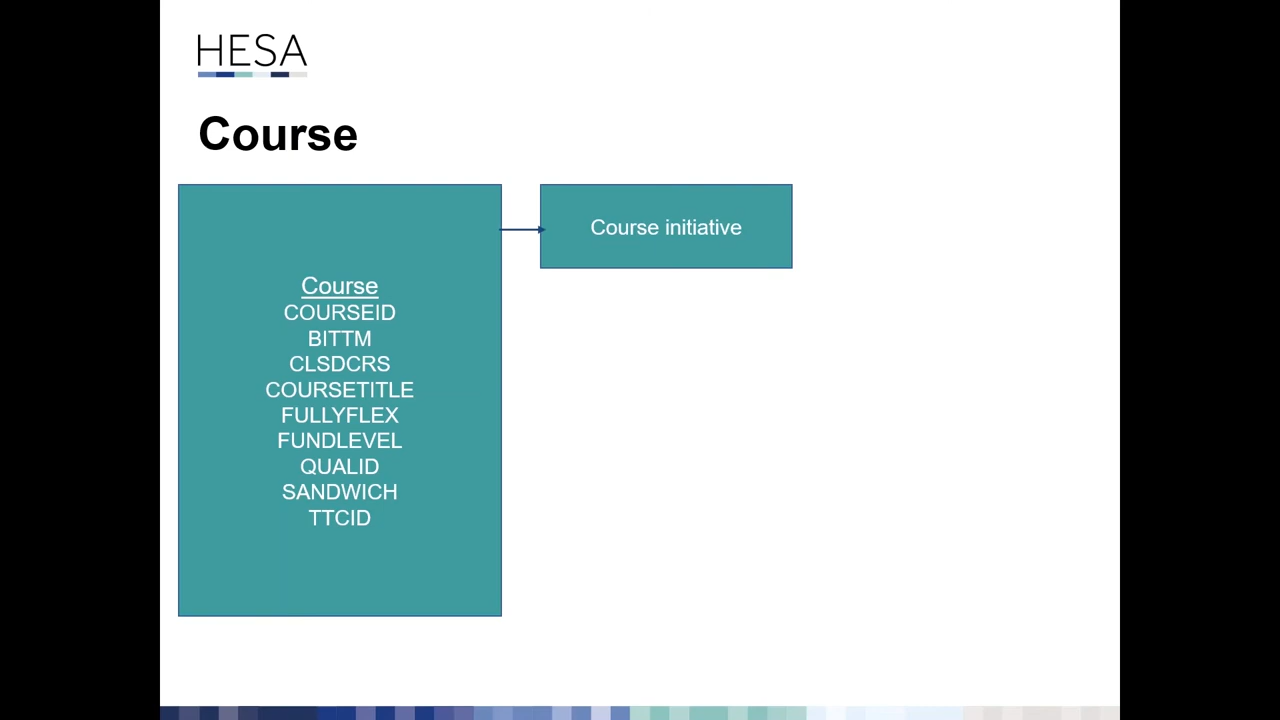 HESA
Course
Course
COURSEID
BITTM
CLSDCRS
COURSETITLE
FULLYFLEX
FUNDLEVEL
QUALID
SANDWICH
TTCID
Course initiative